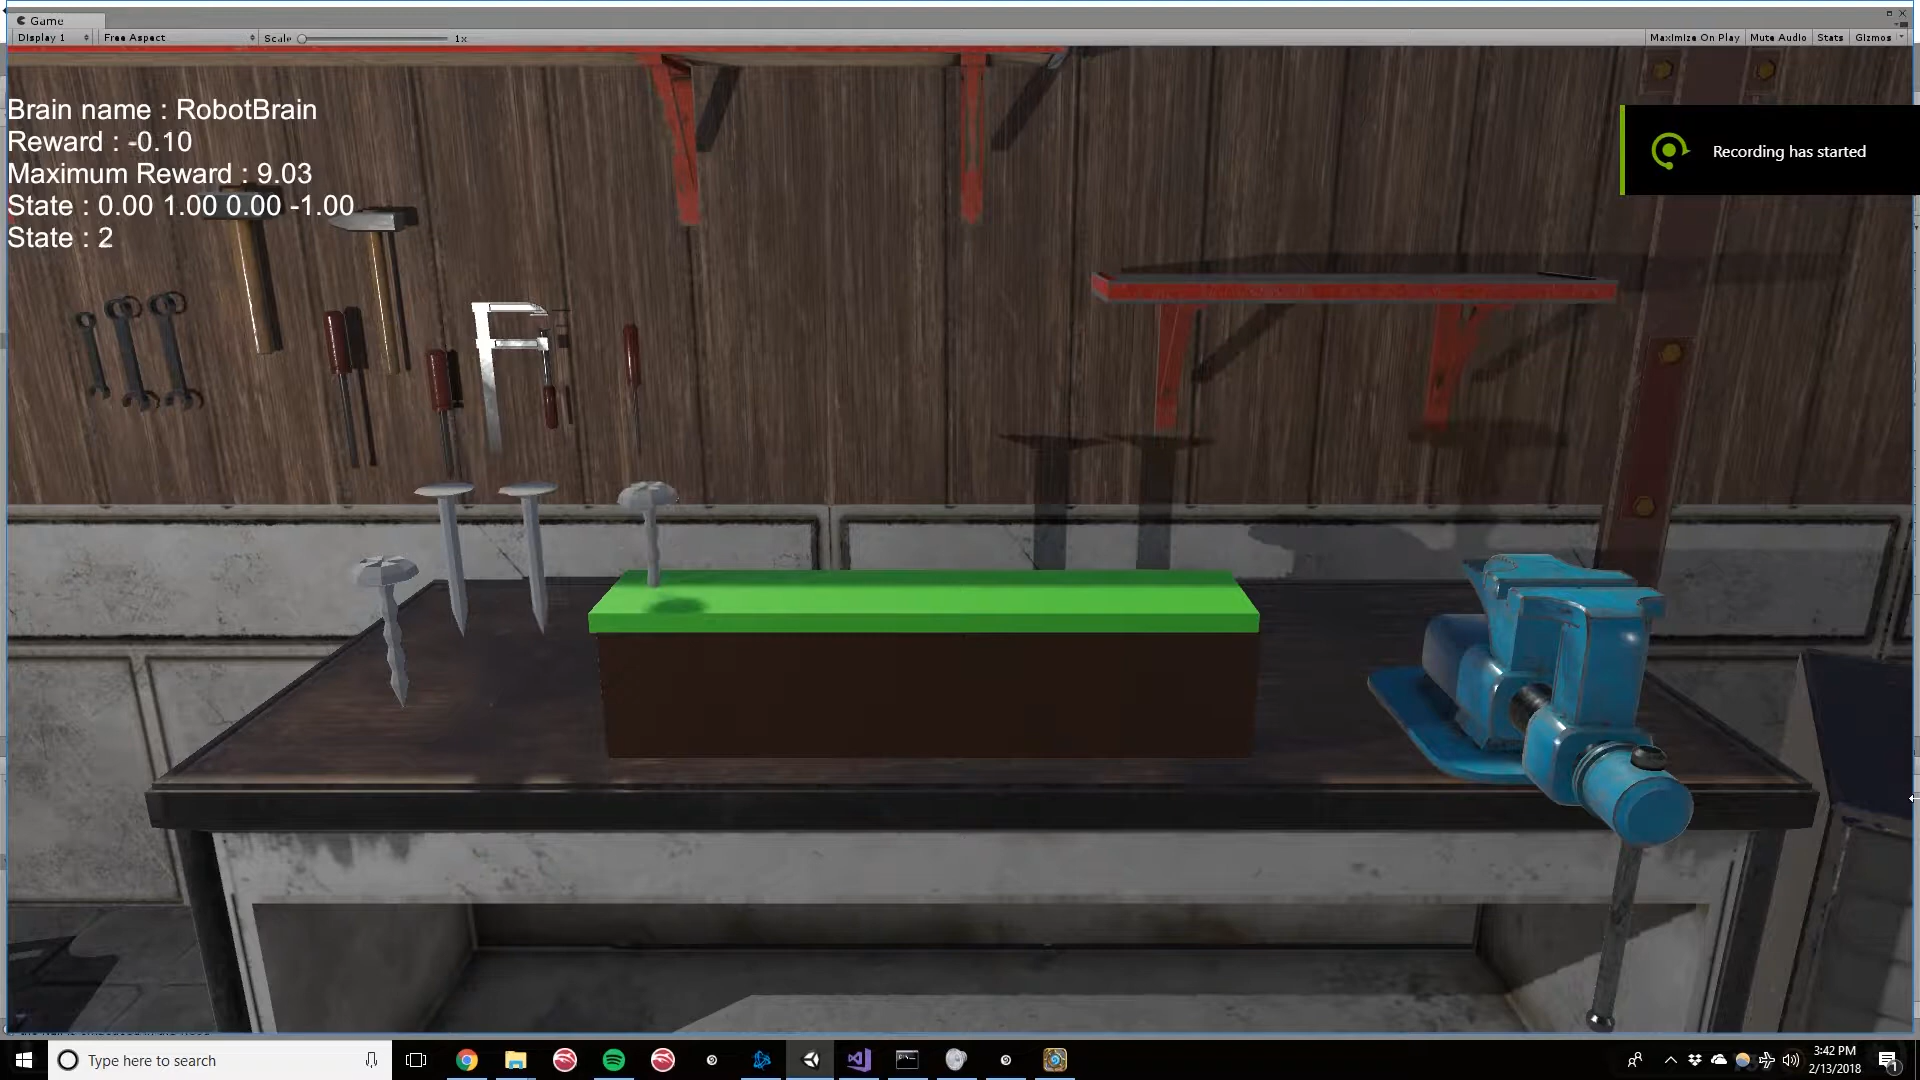 Game
Display 1
Free Aspect
Scale
1x
Maximize On Play
Mute Audio
Stats
Gizmos
Brain name : RobotBrain
Reward : -0.10
Maximum Reward : 9.03
State : 0.00 1.00 0.00 -1.00
State : 2
Recording has started
Type here to search
3:42 PM
2/13/2018
1